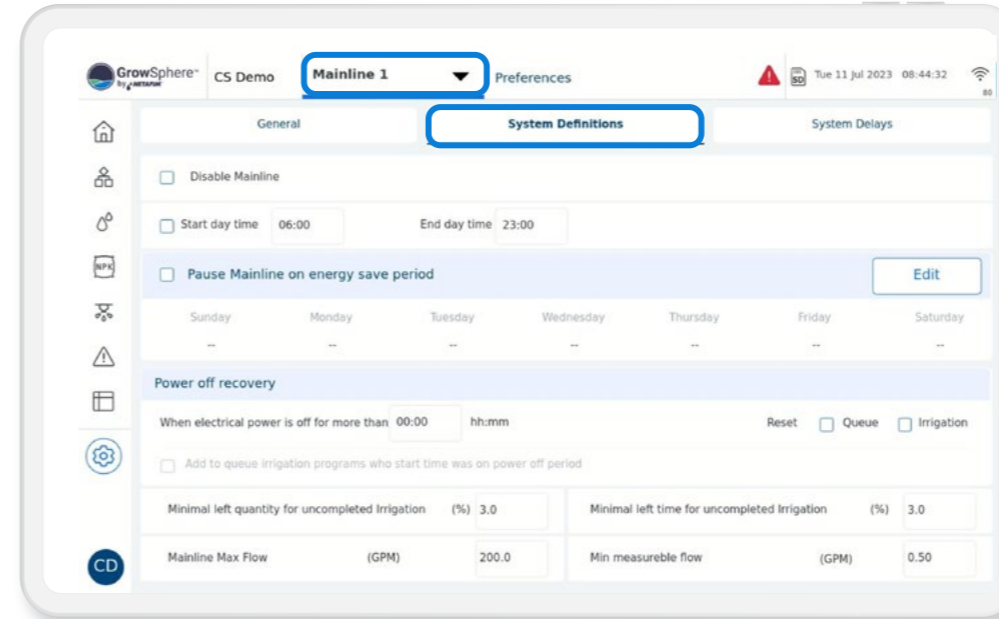 GrowSphere™ CS Demo Mainline 1 Preferences SD Tue 11 Jul 2023 08:44:32
by NETAFIM 80
General System Definitions System Delays
Disable Mainline
Start day time 06:00 End day time 23:00
NPK
Pause Mainline on energy save period Edit
Sunday Monday Tuesday Wednesday Thursday Friday Saturday
-- -- -- -- -- -- --
Power off recovery
When electrical power is off for more than 00:00 hh:mm Reset Queue Irrigation
Add to queue irrigation programs who start time was on power off period
Minimal left quantity for uncompleted Irrigation (%) 3.0 Minimal left time for uncompleted Irrigation (%) 3.0
Mainline Max Flow (GPM) 200.0 Min measureble flow (GPM) 0.50
CD